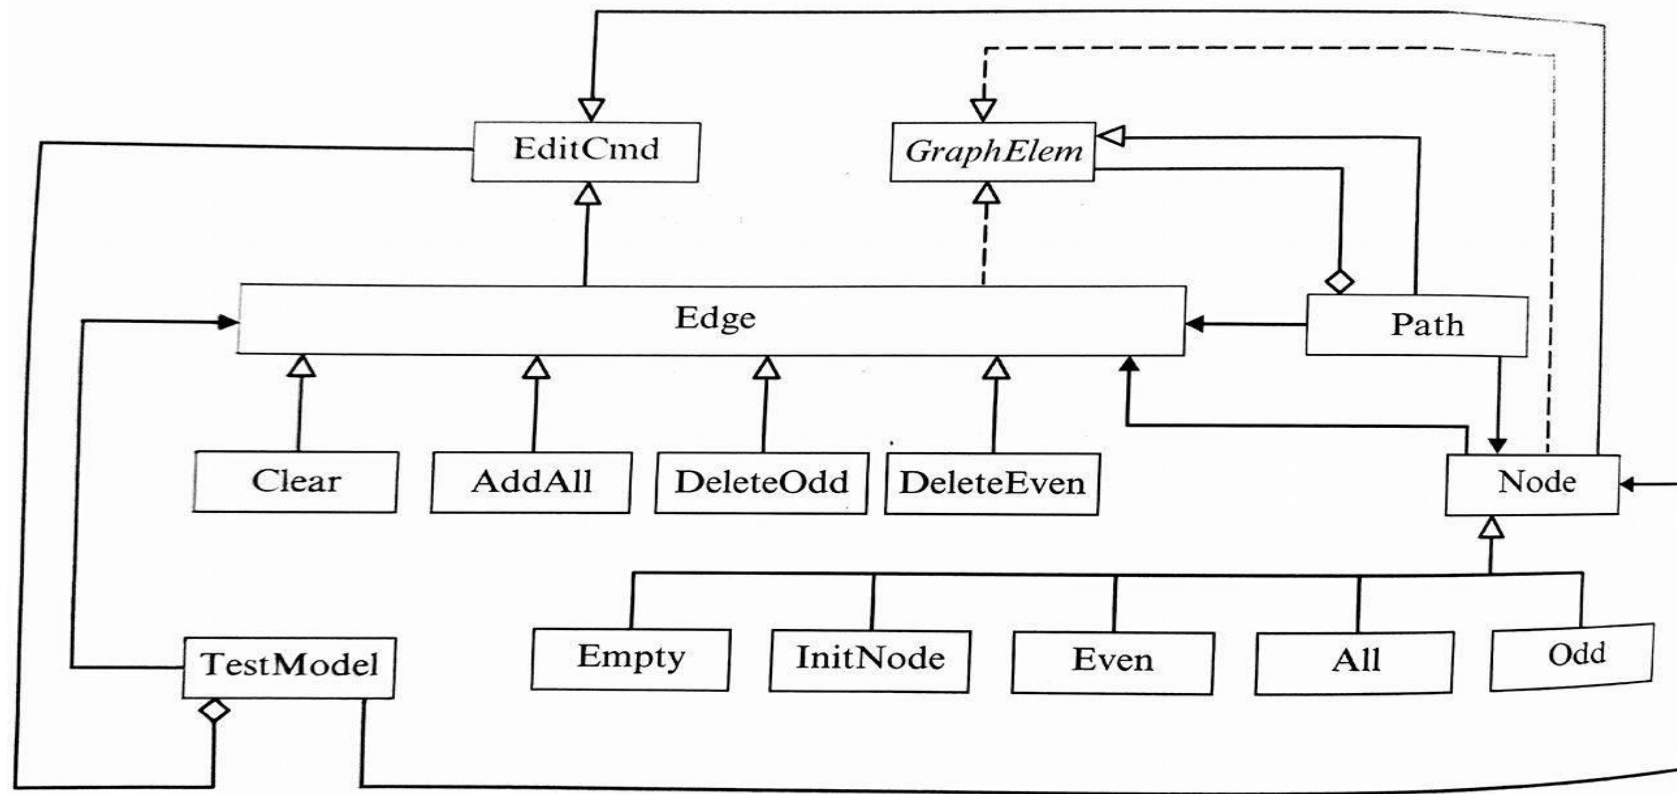 EditCmd
GraphElem
Edge
Path
Clear
AddAll
DeleteOdd
DeleteEven
Node
TestModel
Empty
InitNode
Even
All
Odd